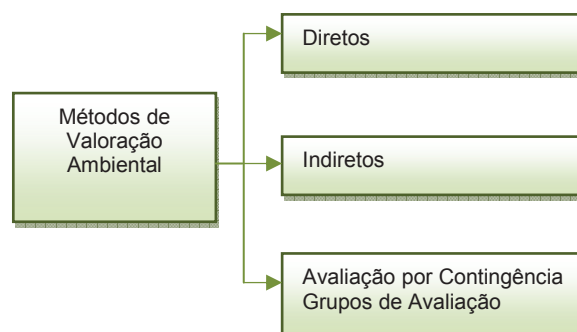 Métodos de
Valoração
Ambiental
Diretos
Indiretos
Avaliação por Contingência
Grupos de Avaliação